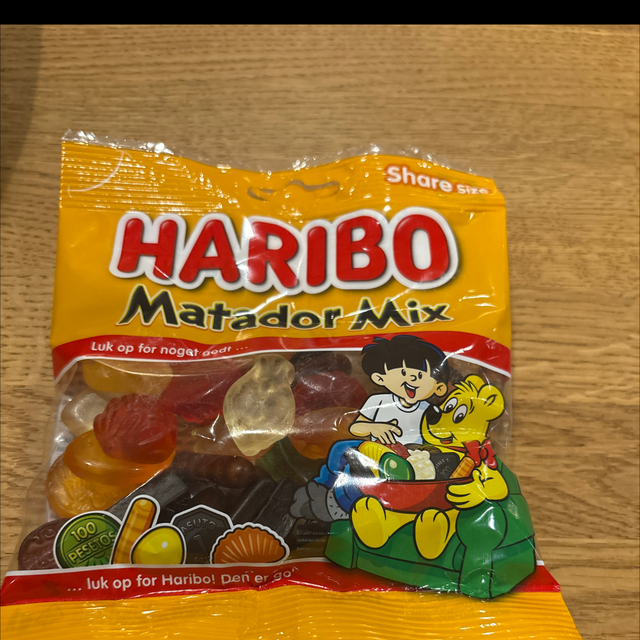 Share size
HARIBO
Matador Mix
Luk op for noget godt ...
100
PESETOS
... luk op for Haribo! Den er go'